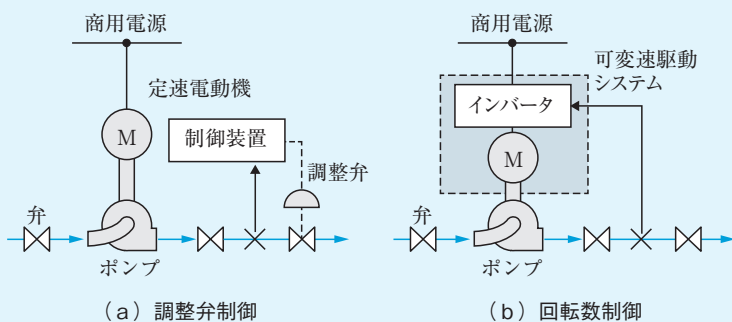 商用電源
定速電動機
M
制御装置
調整弁
弁
ポンプ
(a) 調整弁制御
商用電源
可変速駆動
システム
インバータ
M
弁
ポンプ
(b) 回転数制御